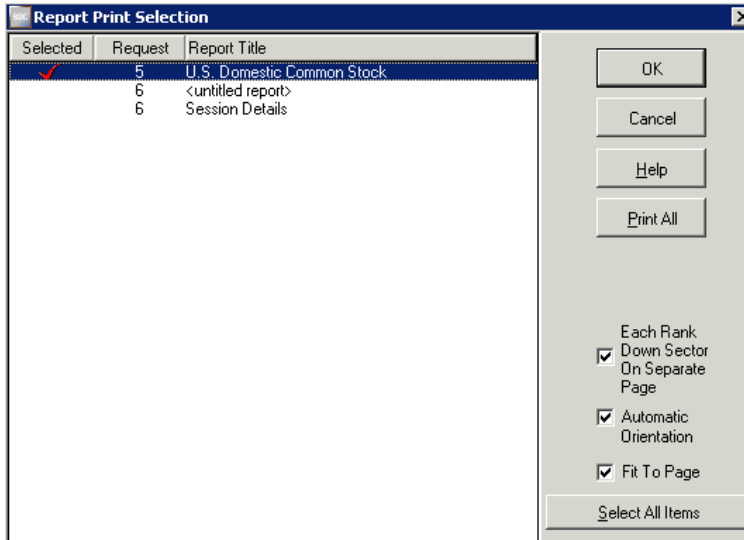 Report Print Selection
Selected Request Report Title
5 U.S. Domestic Common Stock
6 <untitled report>
6 Session Details
OK
Cancel
Help
Print All
Each Rank
Down Sector
On Separate
Page
Automatic
Orientation
Fit To Page
Select All Items